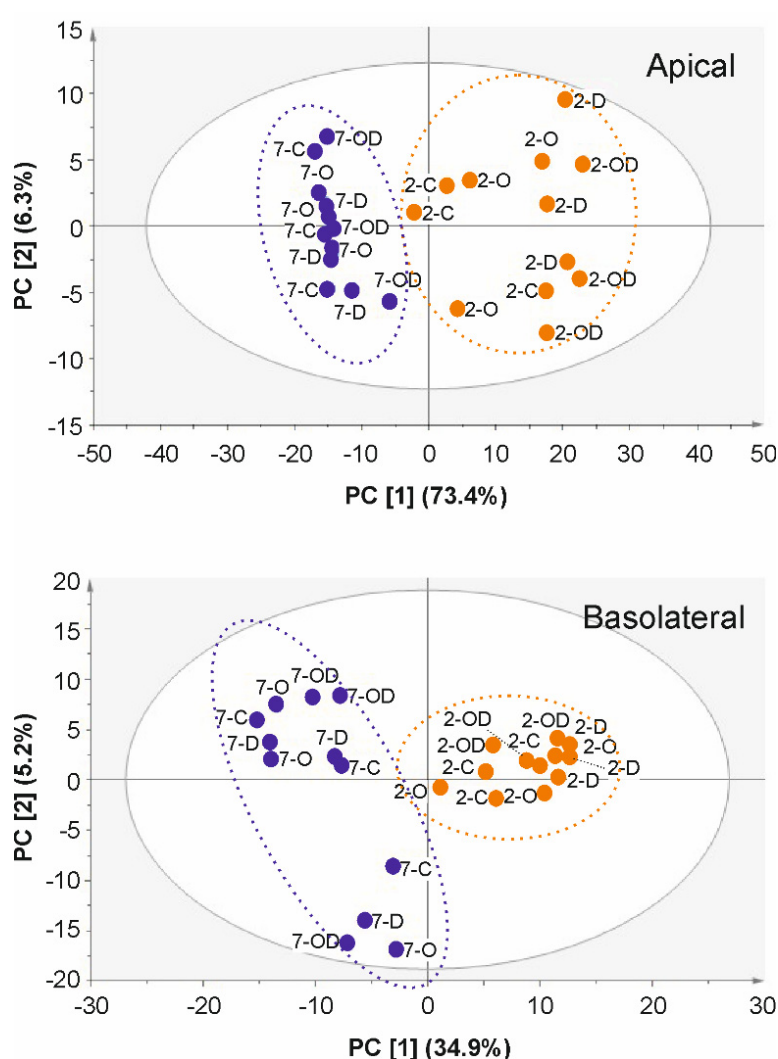 15
Apical
2-D
10
7-OD
7-C
2-O
5
2-OD
7-O
2-C
2-O
7-D
7-O
2-C
2-D
0
7-OD
7-C
7-O
7-D
2-D
7-OD
2-OD
-5
7-C
2-C
7-D
2-O
2-OD
-10
-15
PC [2] (6.3%)
-50
-40
-30
-20
-10
0
10
20
30
40
50
PC [1] (73.4%)
20
Basolateral
15
7-OD
10
7-O
7-OD
2-OD
2-OD
2-D
7-C
5
7-D
7-D
2-OD
2-C
2-O
7-O
7-C
2-C
2-D
0
2-O
2-C
2-O
2-D
-5
7-C
-10
7-D
-15
7-OD
7-O
-20
PC [2] (5.2%)
-30
-20
-10
0
10
20
30
PC [1] (34.9%)